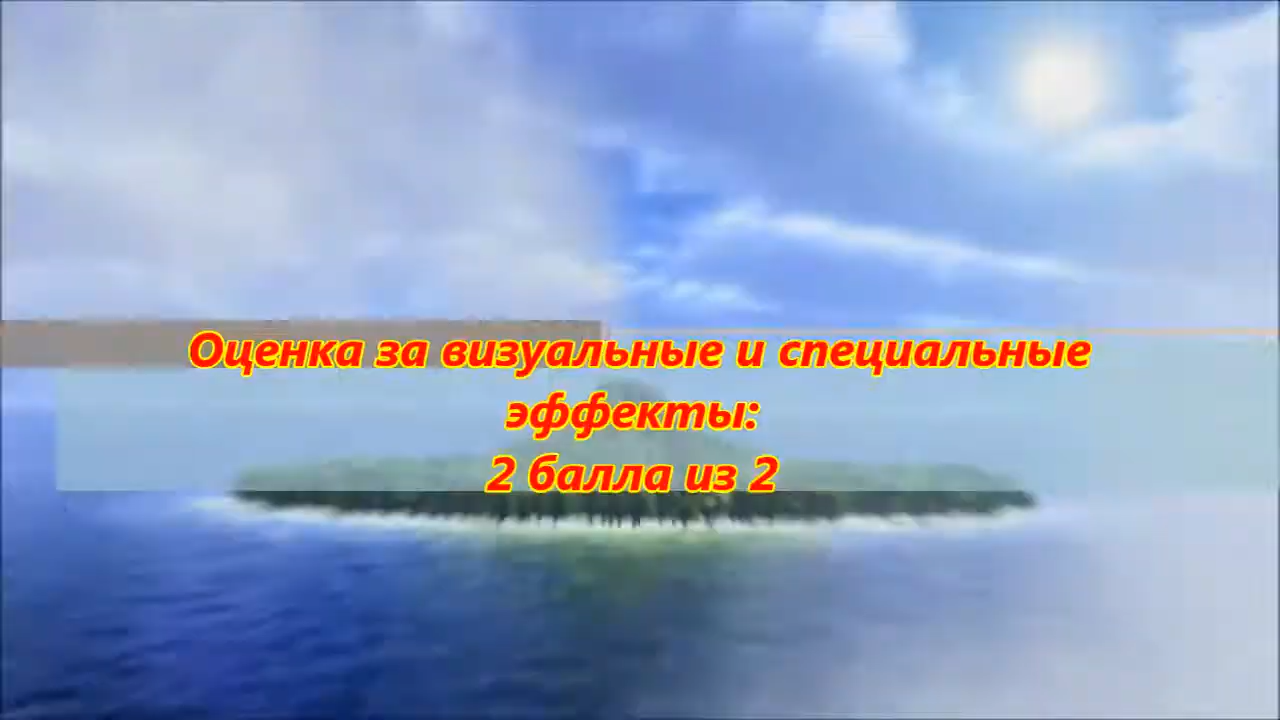 Оценка за визуальные и специальные
эффекты:
2 балла из 2